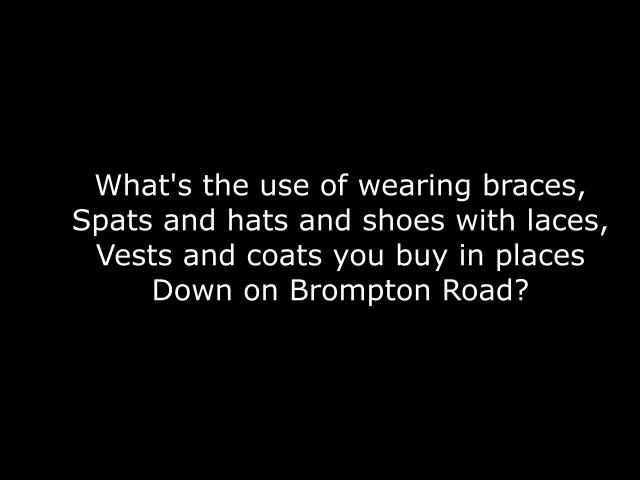 What's the use of wearing braces,
Spats and hats and shoes with laces,
Vests and coats you buy in places
Down on Brompton Road?